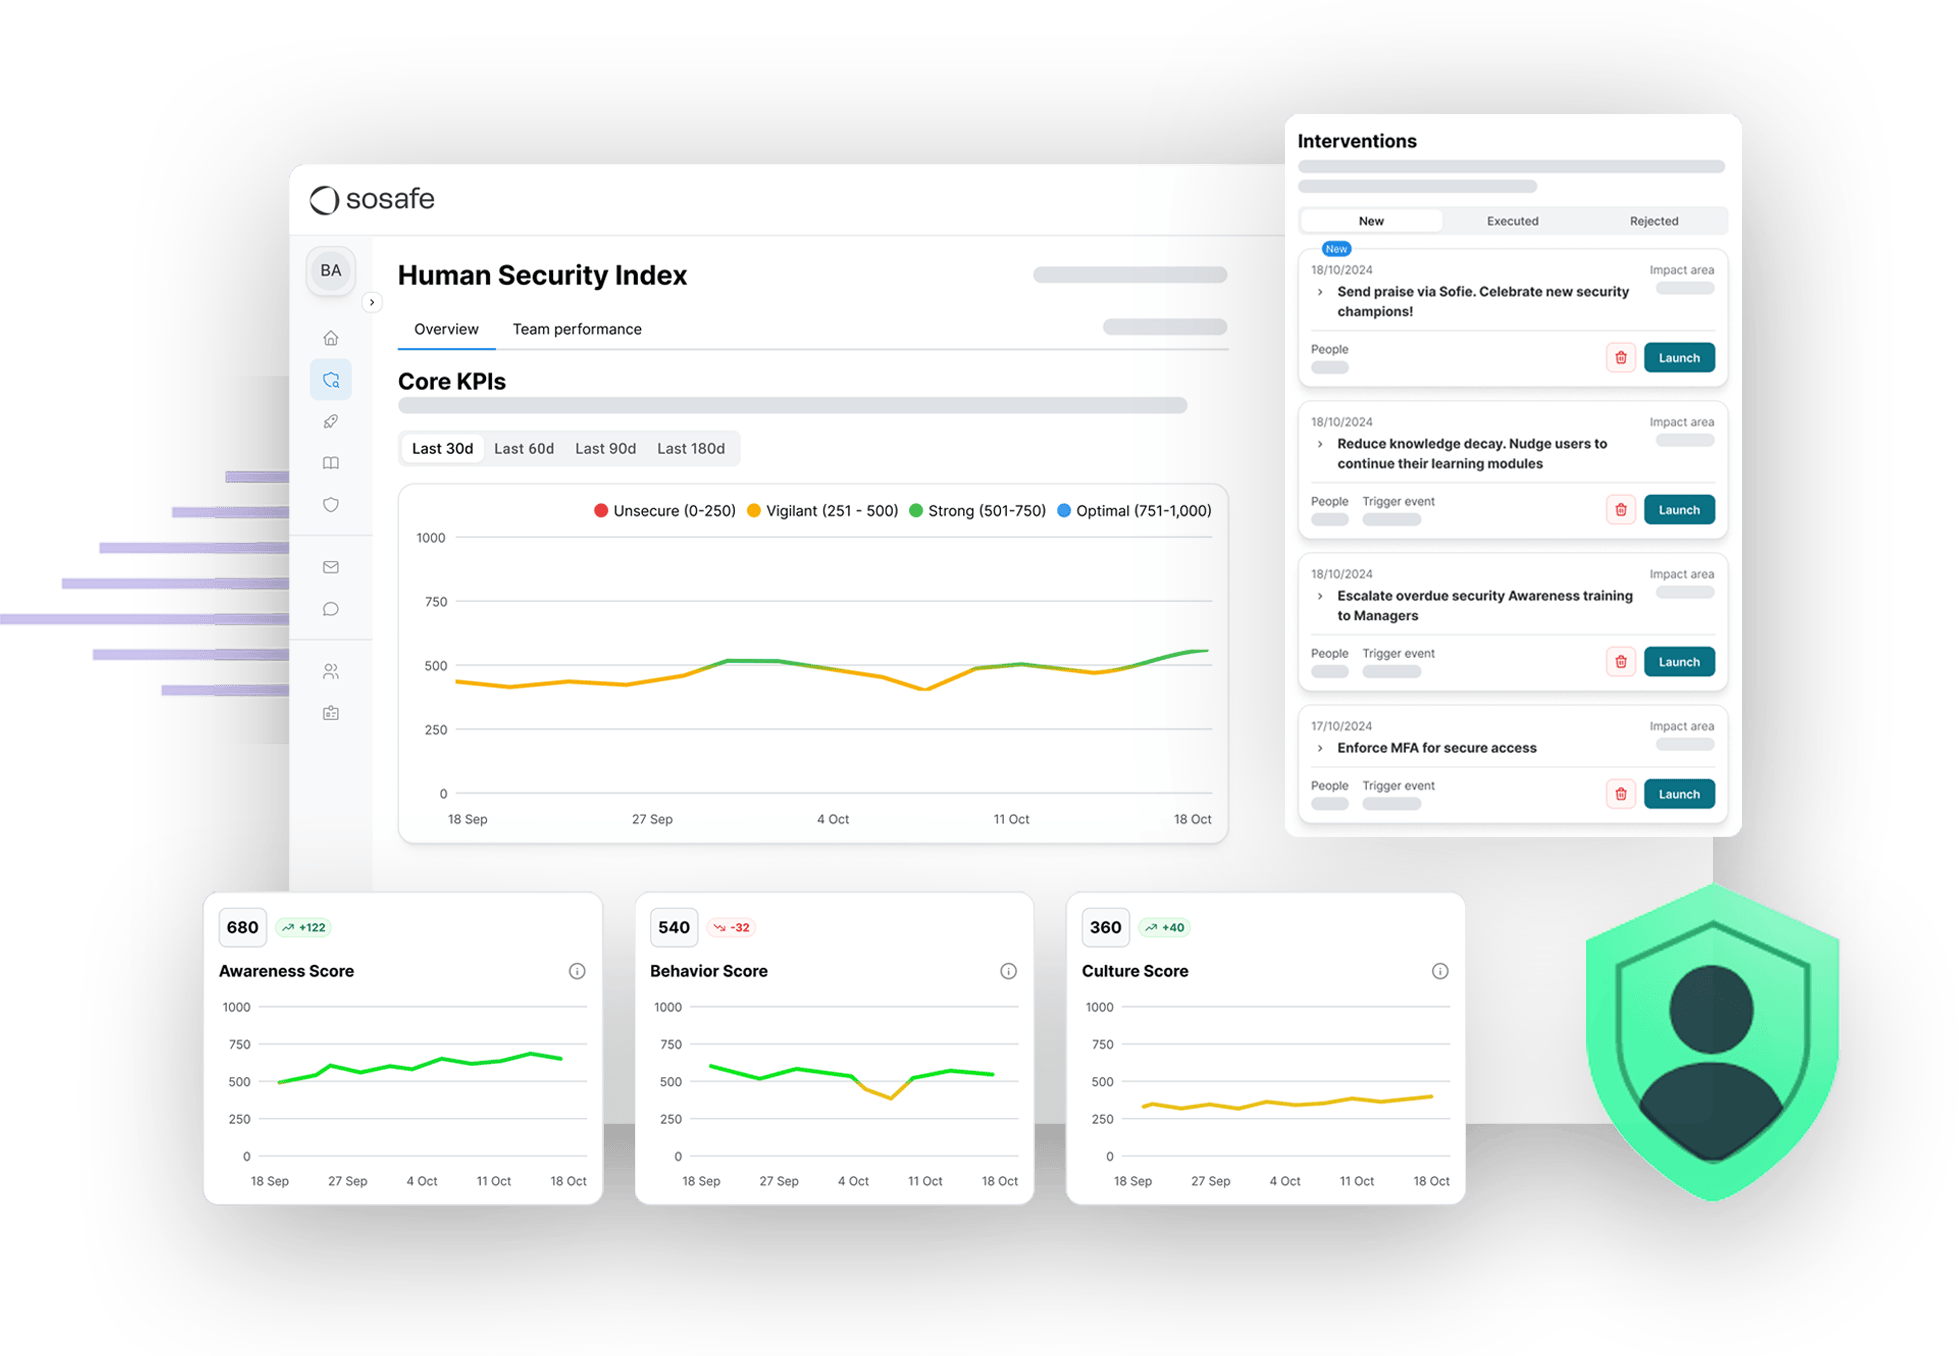 sosafe
BA
Human Security Index
Overview
Team performance
Core KPIs
Last 30d
Last 60d
Last 90d
Last 180d
Unsecure (0-250)
Vigilant (251 - 500)
Strong (501-750)
Optimal (751-1,000)
1000
750
500
250
0
18 Sep
27 Sep
4 Oct
11 Oct
18 Oct
Interventions
New
Executed
Rejected
New
18/10/2024
Impact area
Send praise via Sofie. Celebrate new security
champions!
People
Launch
18/10/2024
Impact area
Reduce knowledge decay. Nudge users to
continue their learning modules
People
Trigger event
Launch
18/10/2024
Impact area
Escalate overdue security Awareness training
to Managers
People
Trigger event
Launch
17/10/2024
Impact area
Enforce MFA for secure access
People
Trigger event
Launch
680
+122
Awareness Score
1000
750
500
250
0
18 Sep
27 Sep
4 Oct
11 Oct
18 Oct
540
-32
Behavior Score
1000
750
500
250
0
18 Sep
27 Sep
4 Oct
11 Oct
18 Oct
360
+40
Culture Score
1000
750
500
250
0
18 Sep
27 Sep
4 Oct
11 Oct
18 Oct